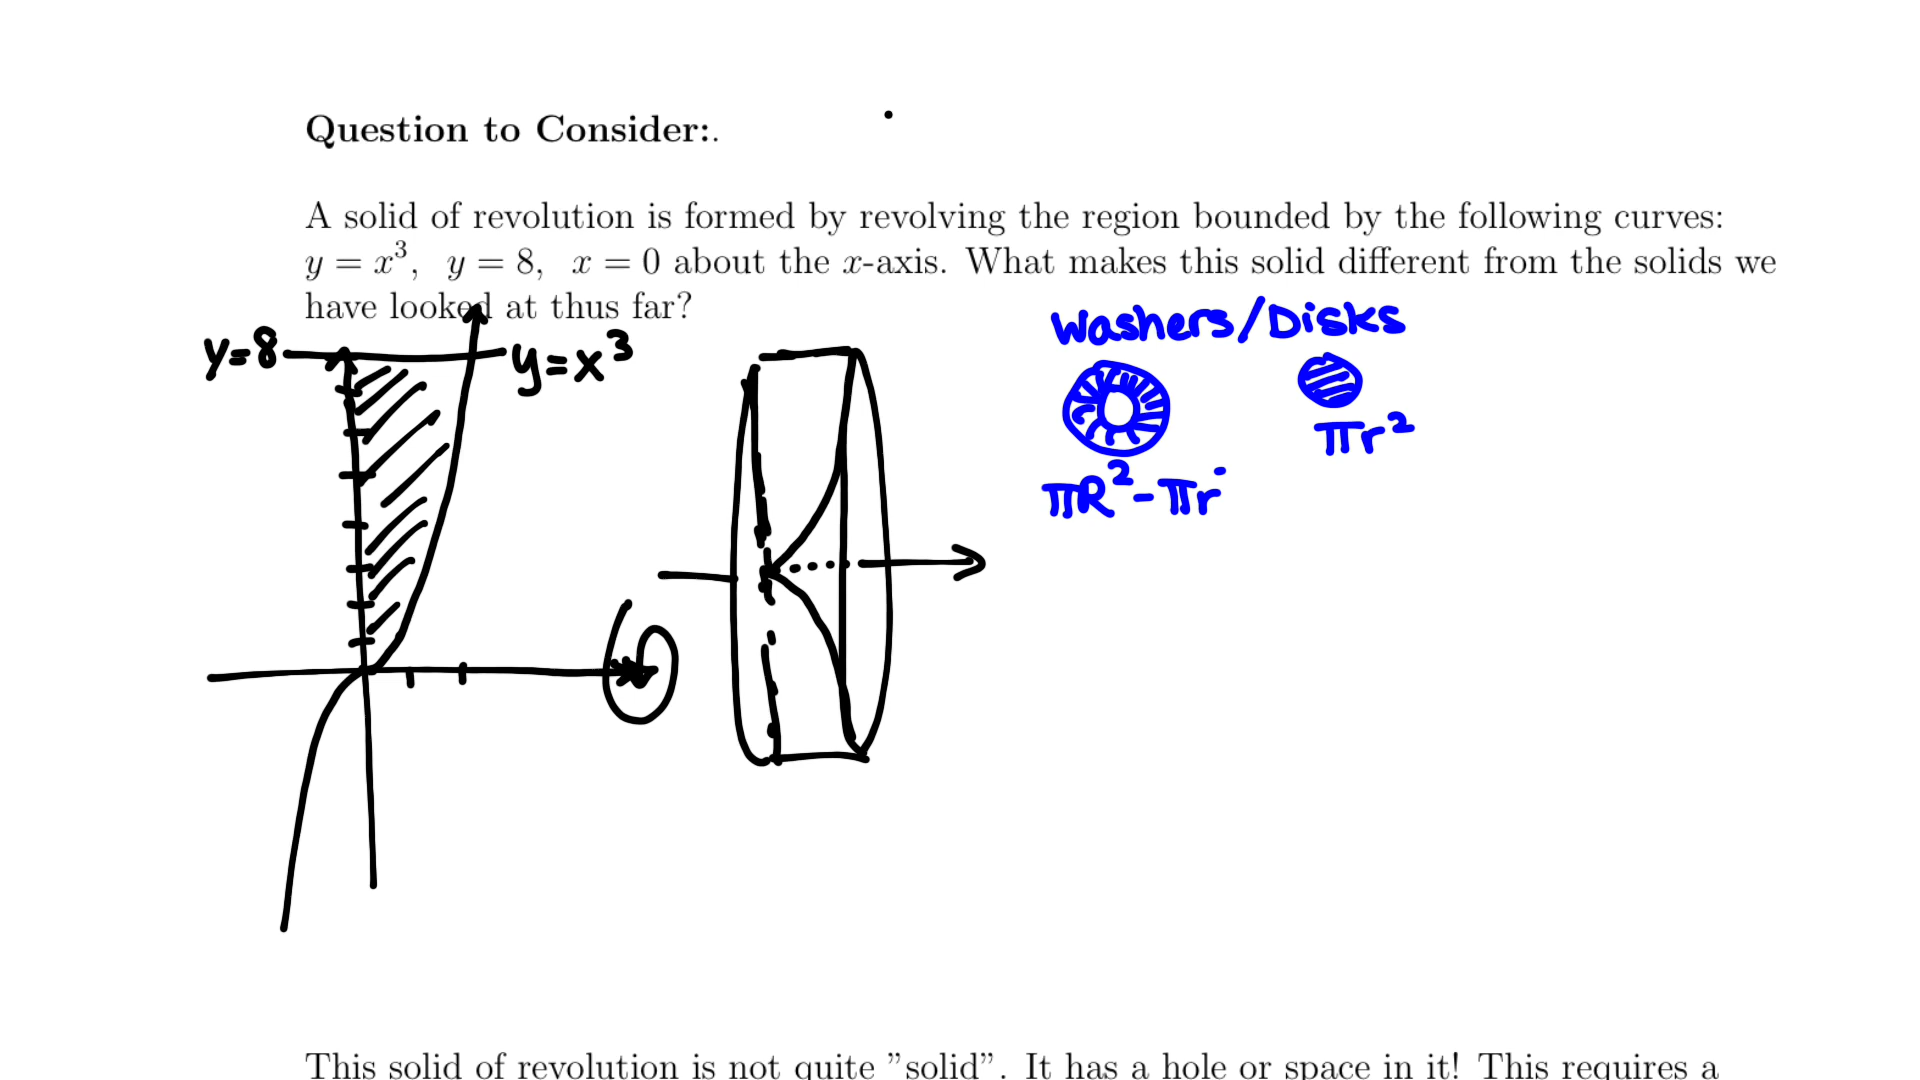 Question to Consider:.
A solid of revolution is formed by revolving the region bounded by the following curves:
y = x³, y = 8, x = 0 about the x-axis. What makes this solid different from the solids we
have looked at thus far?
Washers/Disks
y=8
y=x³
πr²
πR²-πr
This solid of revolution is not quite ”solid”. It has a hole or space in it! This requires a